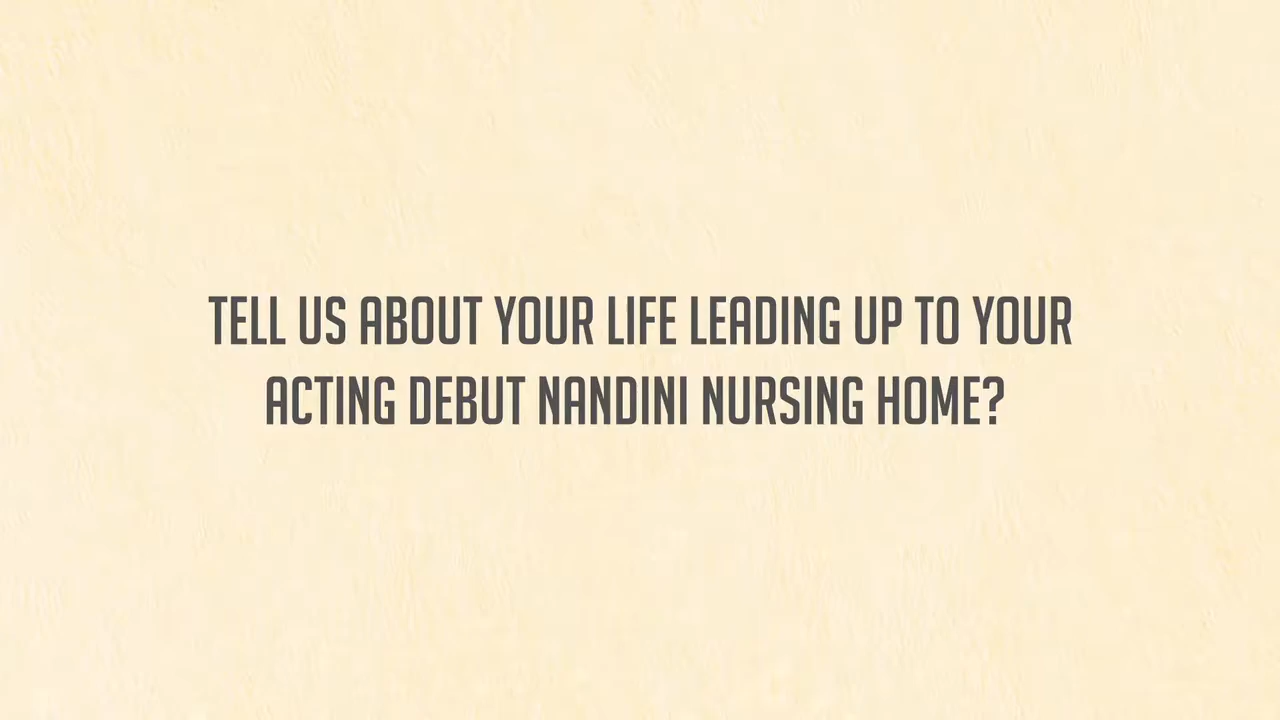 TELL US ABOUT YOUR LIFE LEADING UP TO YOUR
ACTING DEBUT NANDINI NURSING HOME?